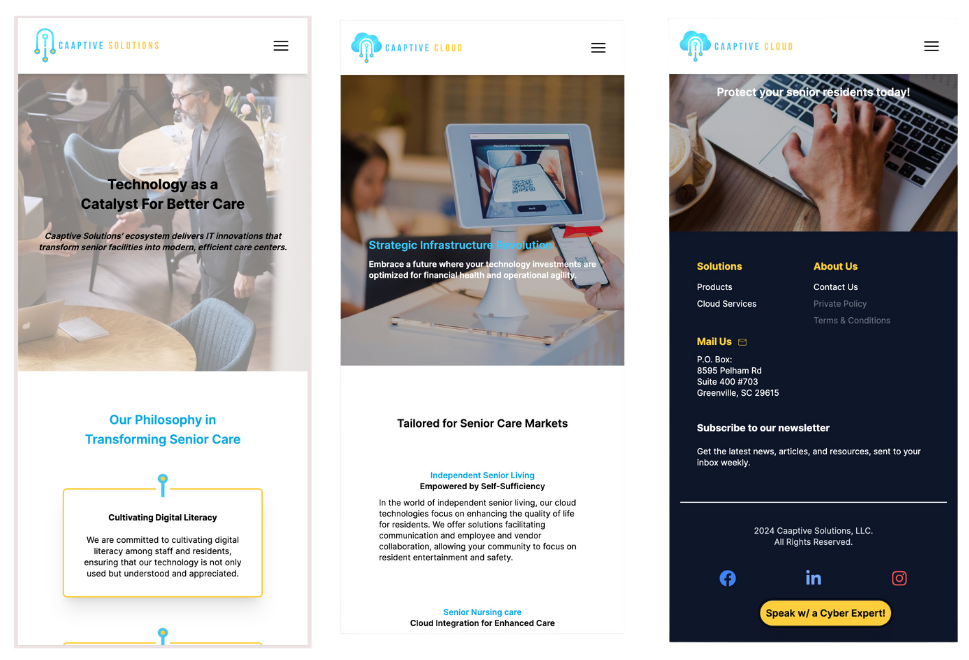 CAAPTIVE SOLUTIONS
Technology as a
Catalyst For Better Care
Caaptive Solutions' ecosystem delivers IT innovations that
transform senior facilities into modern, efficient care centers.
Our Philosophy in
Transforming Senior Care
Cultivating Digital Literacy
We are committed to cultivating digital
literacy among staff and residents,
ensuring that our technology is not only
used but understood and appreciated.
CAAPTIVE CLOUD
Strategic Infrastructure Revolution
Embrace a future where your technology investments are
optimized for financial health and operational agility.
Tailored for Senior Care Markets
Independent Senior Living
Empowered by Self-Sufficiency
In the world of independent senior living, our cloud
technologies focus on enhancing the quality of life
for residents. We offer solutions facilitating
communication and employee and vendor
collaboration, allowing your community to focus on
resident entertainment and safety.
Senior Nursing care
Cloud Integration for Enhanced Care
CAAPTIVE CLOUD
Protect your senior residents today!
Solutions
Products
Cloud Services
About Us
Contact Us
Private Policy
Terms & Conditions
Mail Us
P.O. Box:
8595 Pelham Rd
Suite 400 #703
Greenville, SC 29615
Subscribe to our newsletter
Get the latest news, articles, and resources, sent to your
inbox weekly.
2024 Caaptive Solutions, LLC.
All Rights Reserved.
in
Speak w/ a Cyber Expert!